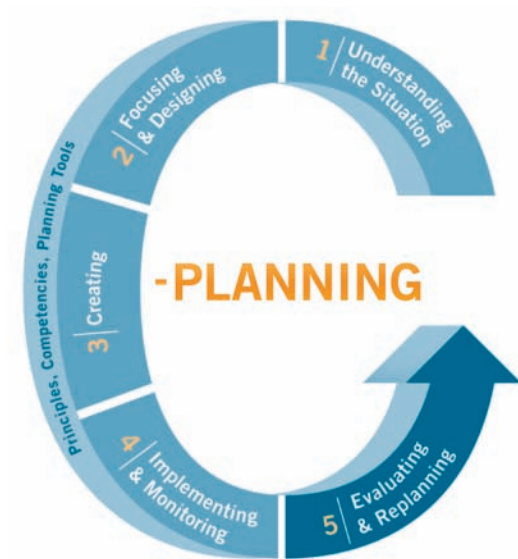 1 Understanding
the Situation
2 Focusing
& Designing
3 Creating
4 Implementing
& Monitoring
5 Evaluating
& Replanning
Principles, Competencies, Planning Tools
C-PLANNING